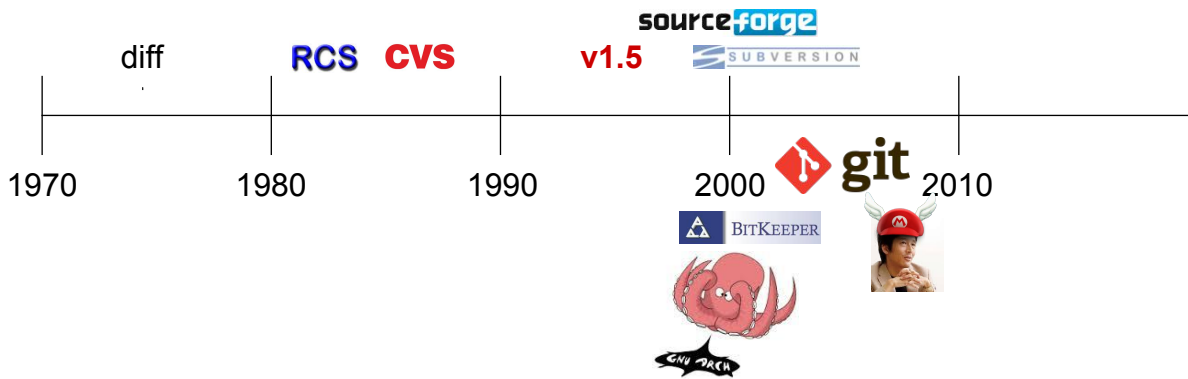 sourceforge
diff RCS CVS v1.5 SUBVERSION
1970 1980 1990 2000 git 2010
M
BITKEEPER
GNU ARCH